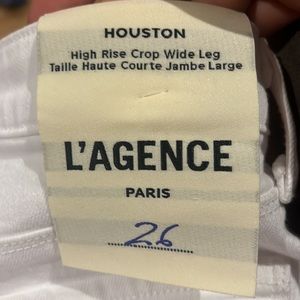 HOUSTON
High Rise Crop Wide Leg
Taille Haute Courte Jambe Large
L'AGENCE
PARIS
26